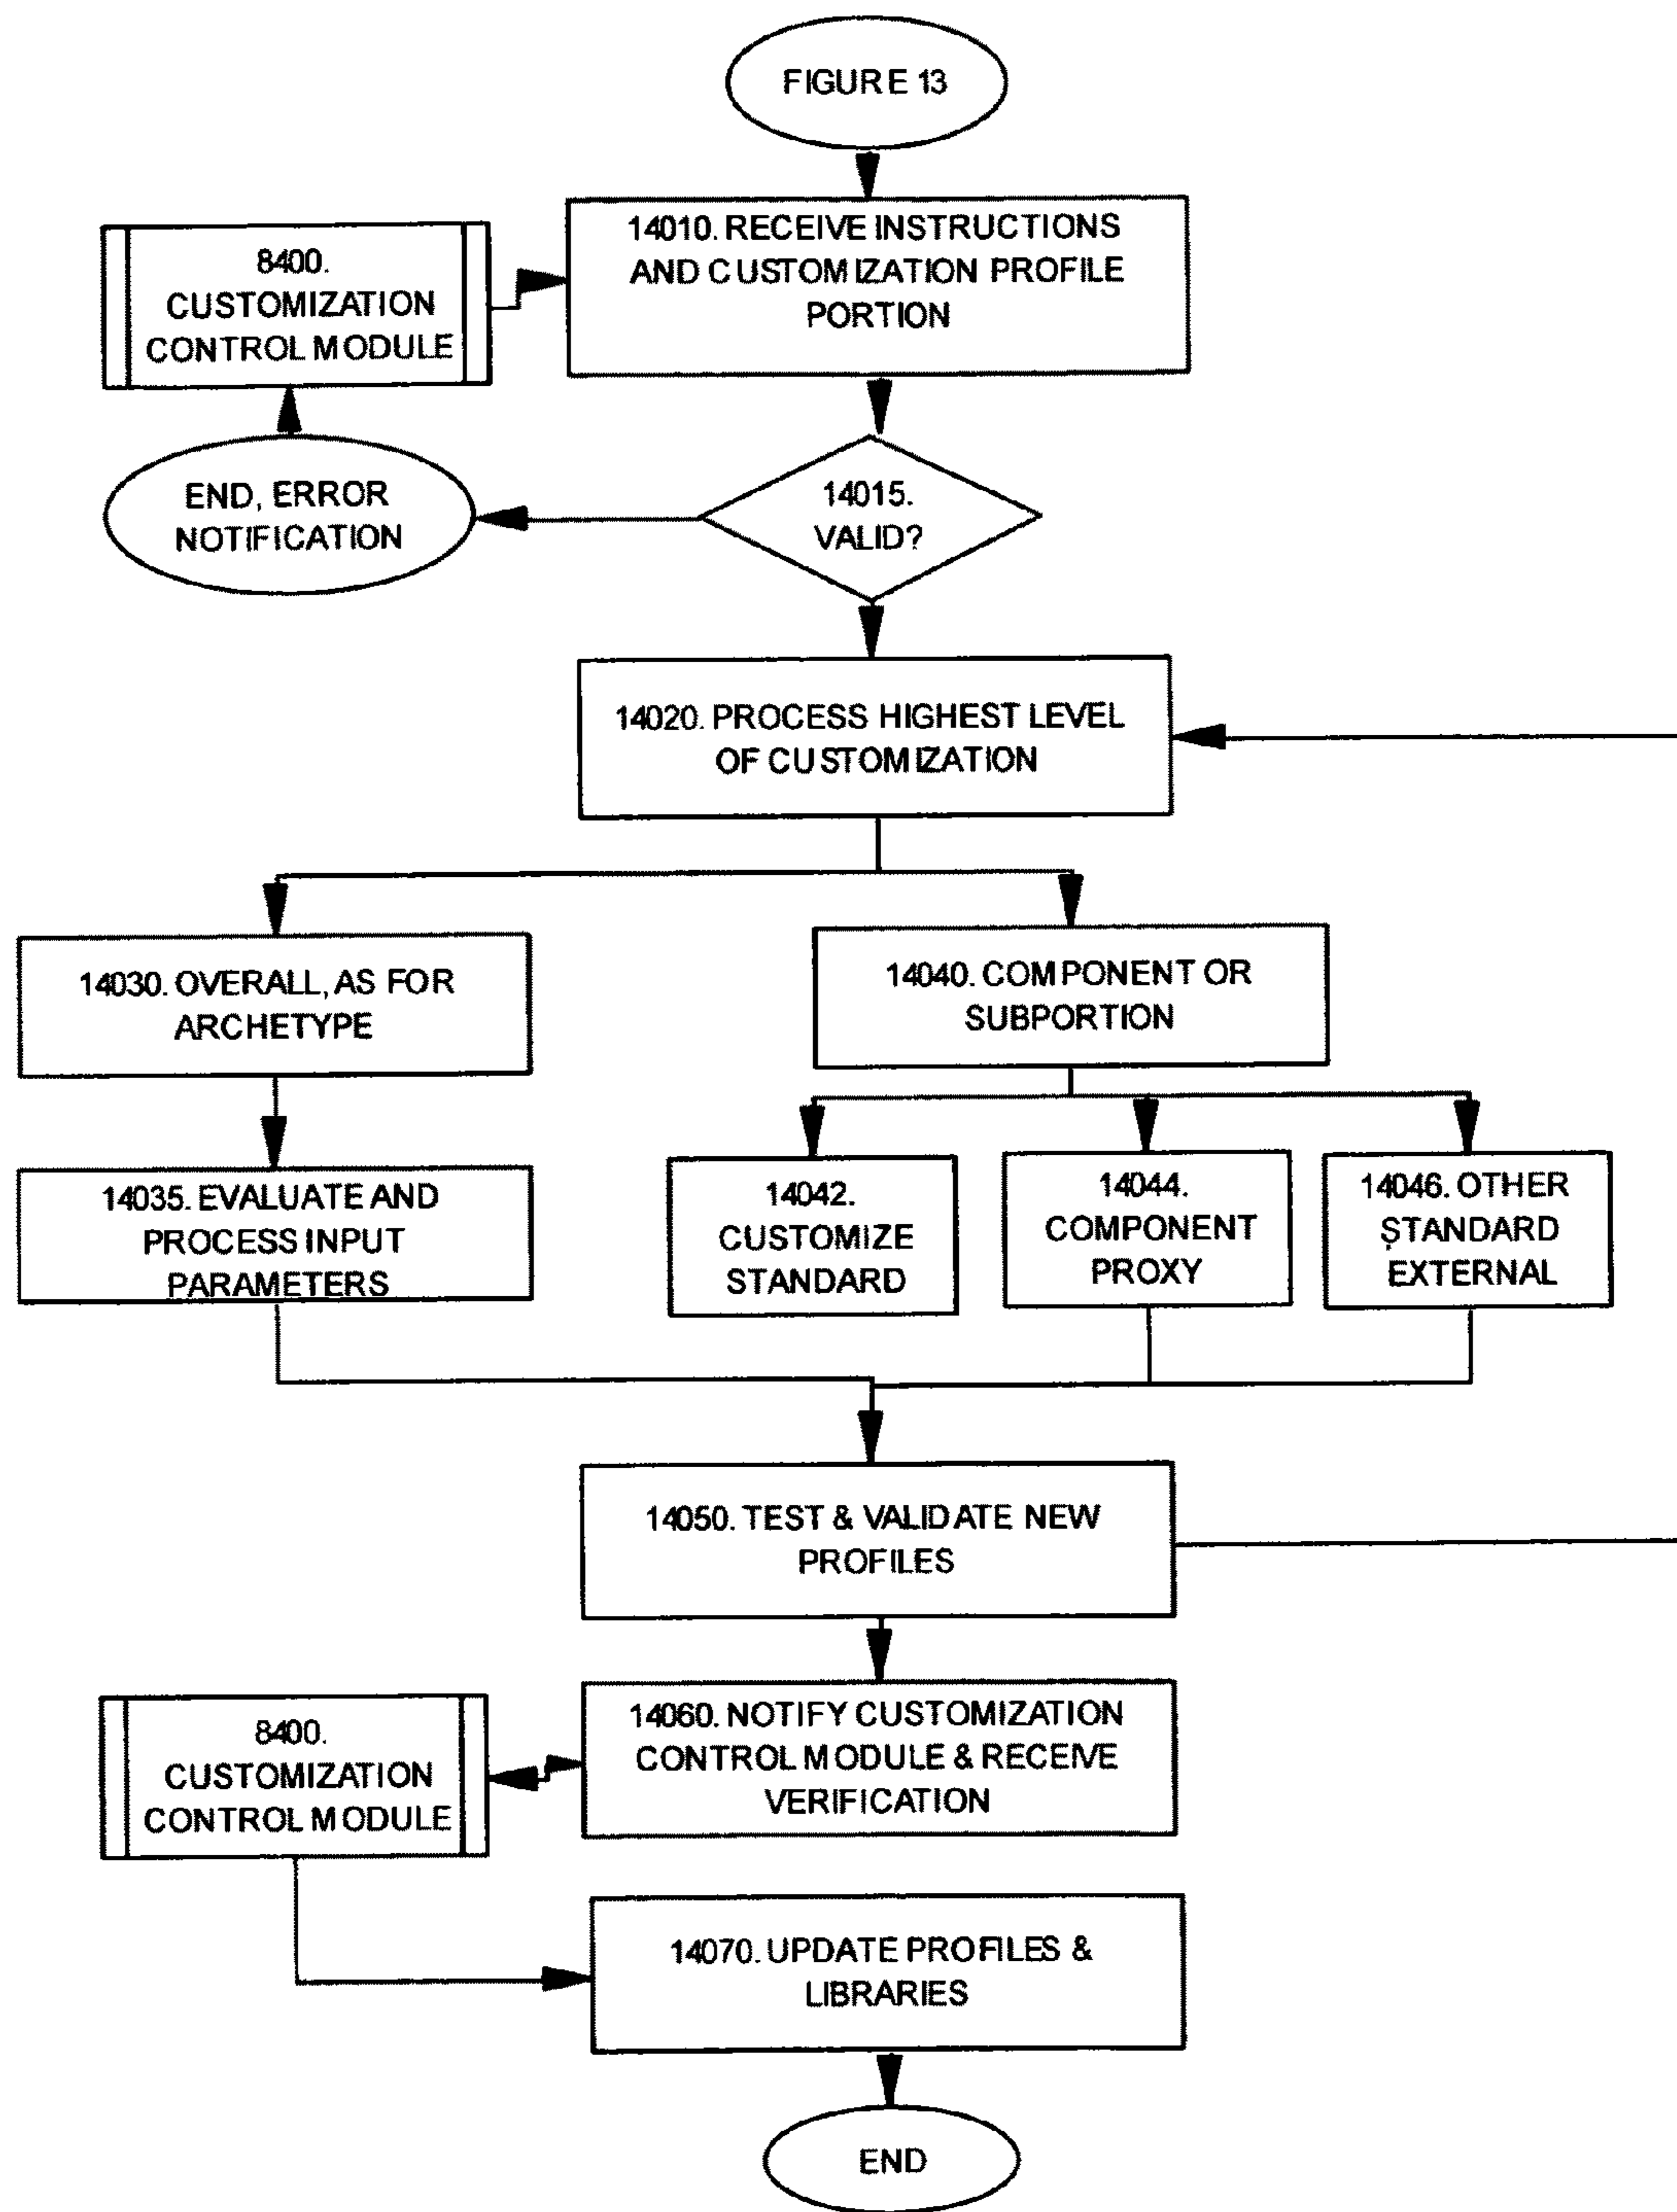 FIGURE 13
14010. RECEIVE INSTRUCTIONS
AND CUSTOMIZATION PROFILE
PORTION
8400.
CUSTOMIZATION
CONTROL MODULE
END, ERROR
NOTIFICATION
14015.
VALID?
14020. PROCESS HIGHEST LEVEL
OF CUSTOMIZATION
14030. OVERALL, AS FOR
ARCHETYPE
14040. COMPONENT OR
SUBPORTION
14035. EVALUATE AND
PROCESS INPUT
PARAMETERS
14042.
CUSTOMIZE
STANDARD
14044.
COMPONENT
PROXY
14046. OTHER
STANDARD
EXTERNAL
14050. TEST & VALIDATE NEW
PROFILES
14060. NOTIFY CUSTOMIZATION
CONTROL MODULE & RECEIVE
VERIFICATION
8400.
CUSTOMIZATION
CONTROL MODULE
14070. UPDATE PROFILES &
LIBRARIES
END